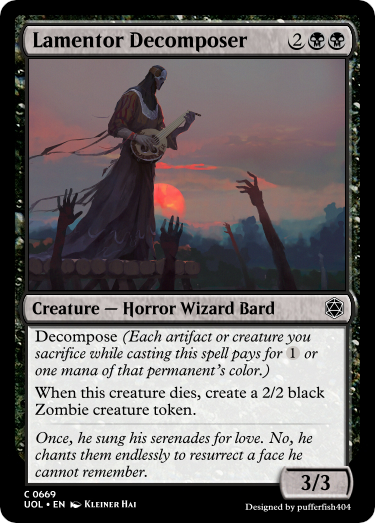 Lamentor Decomposer 2
Creature — Horror Wizard Bard
Decompose (Each artifact or creature you
sacrifice while casting this spell pays for 1 or
one mana of that permanent's color.)
When this creature dies, create a 2/2 black
Zombie creature token.
Once, he sung his serenades for love. No, he
chants them endlessly to resurrect a face he
cannot remember.
3/3
C 0669
UOL • EN Kleiner Hai
Designed by pufferfish404